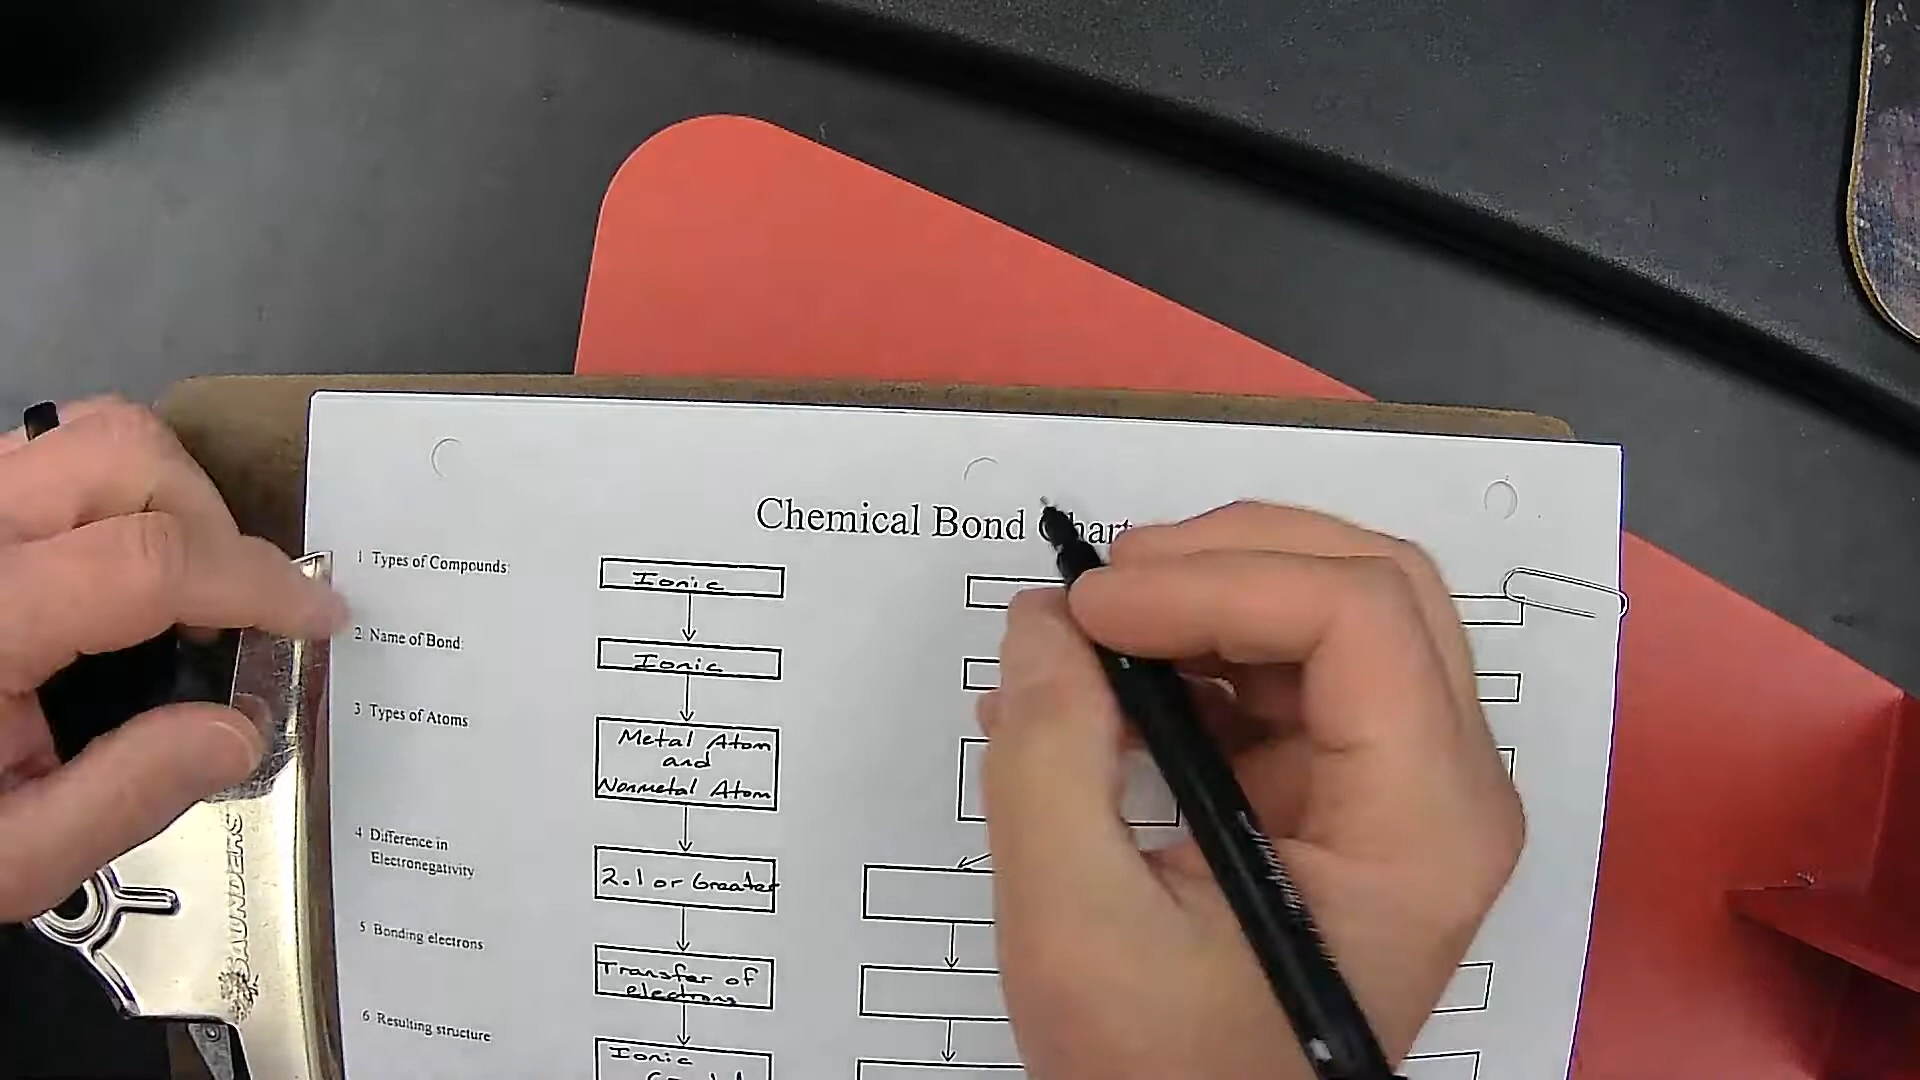 Chemical Bond Chart
1 Types of Compounds:
Ionic
2 Name of Bond:
Ionic
3 Types of Atoms
Metal Atom
and
Nonmetal Atom
4 Difference in
Electronegativity
2.1 or Greater
5 Bonding electrons
Transfer of
electrons
6 Resulting structure
Ionic
SAUNDERS